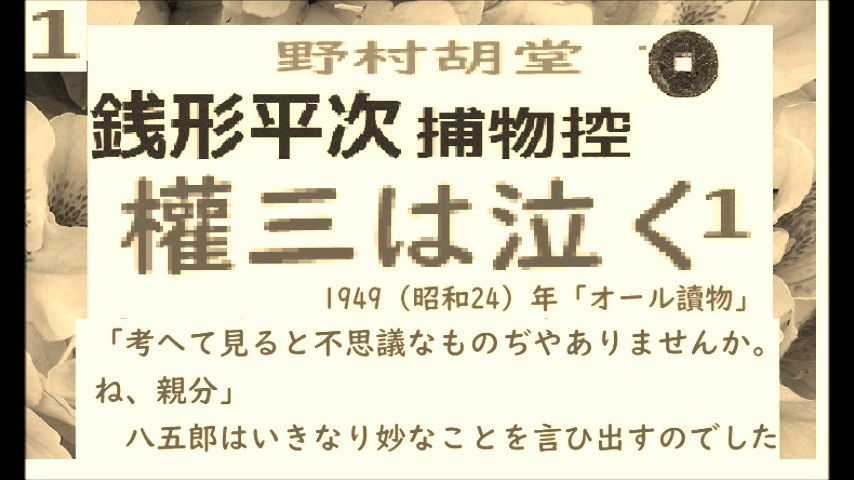 1
野村胡堂
銭形平次 捕物控
權三は泣く1
1949（昭和24）年「オール讀物」
「考へて見ると不思議なものぢやありませんか。
ね、親分」
　八五郎はいきなり妙なことを言ひ出すのでした